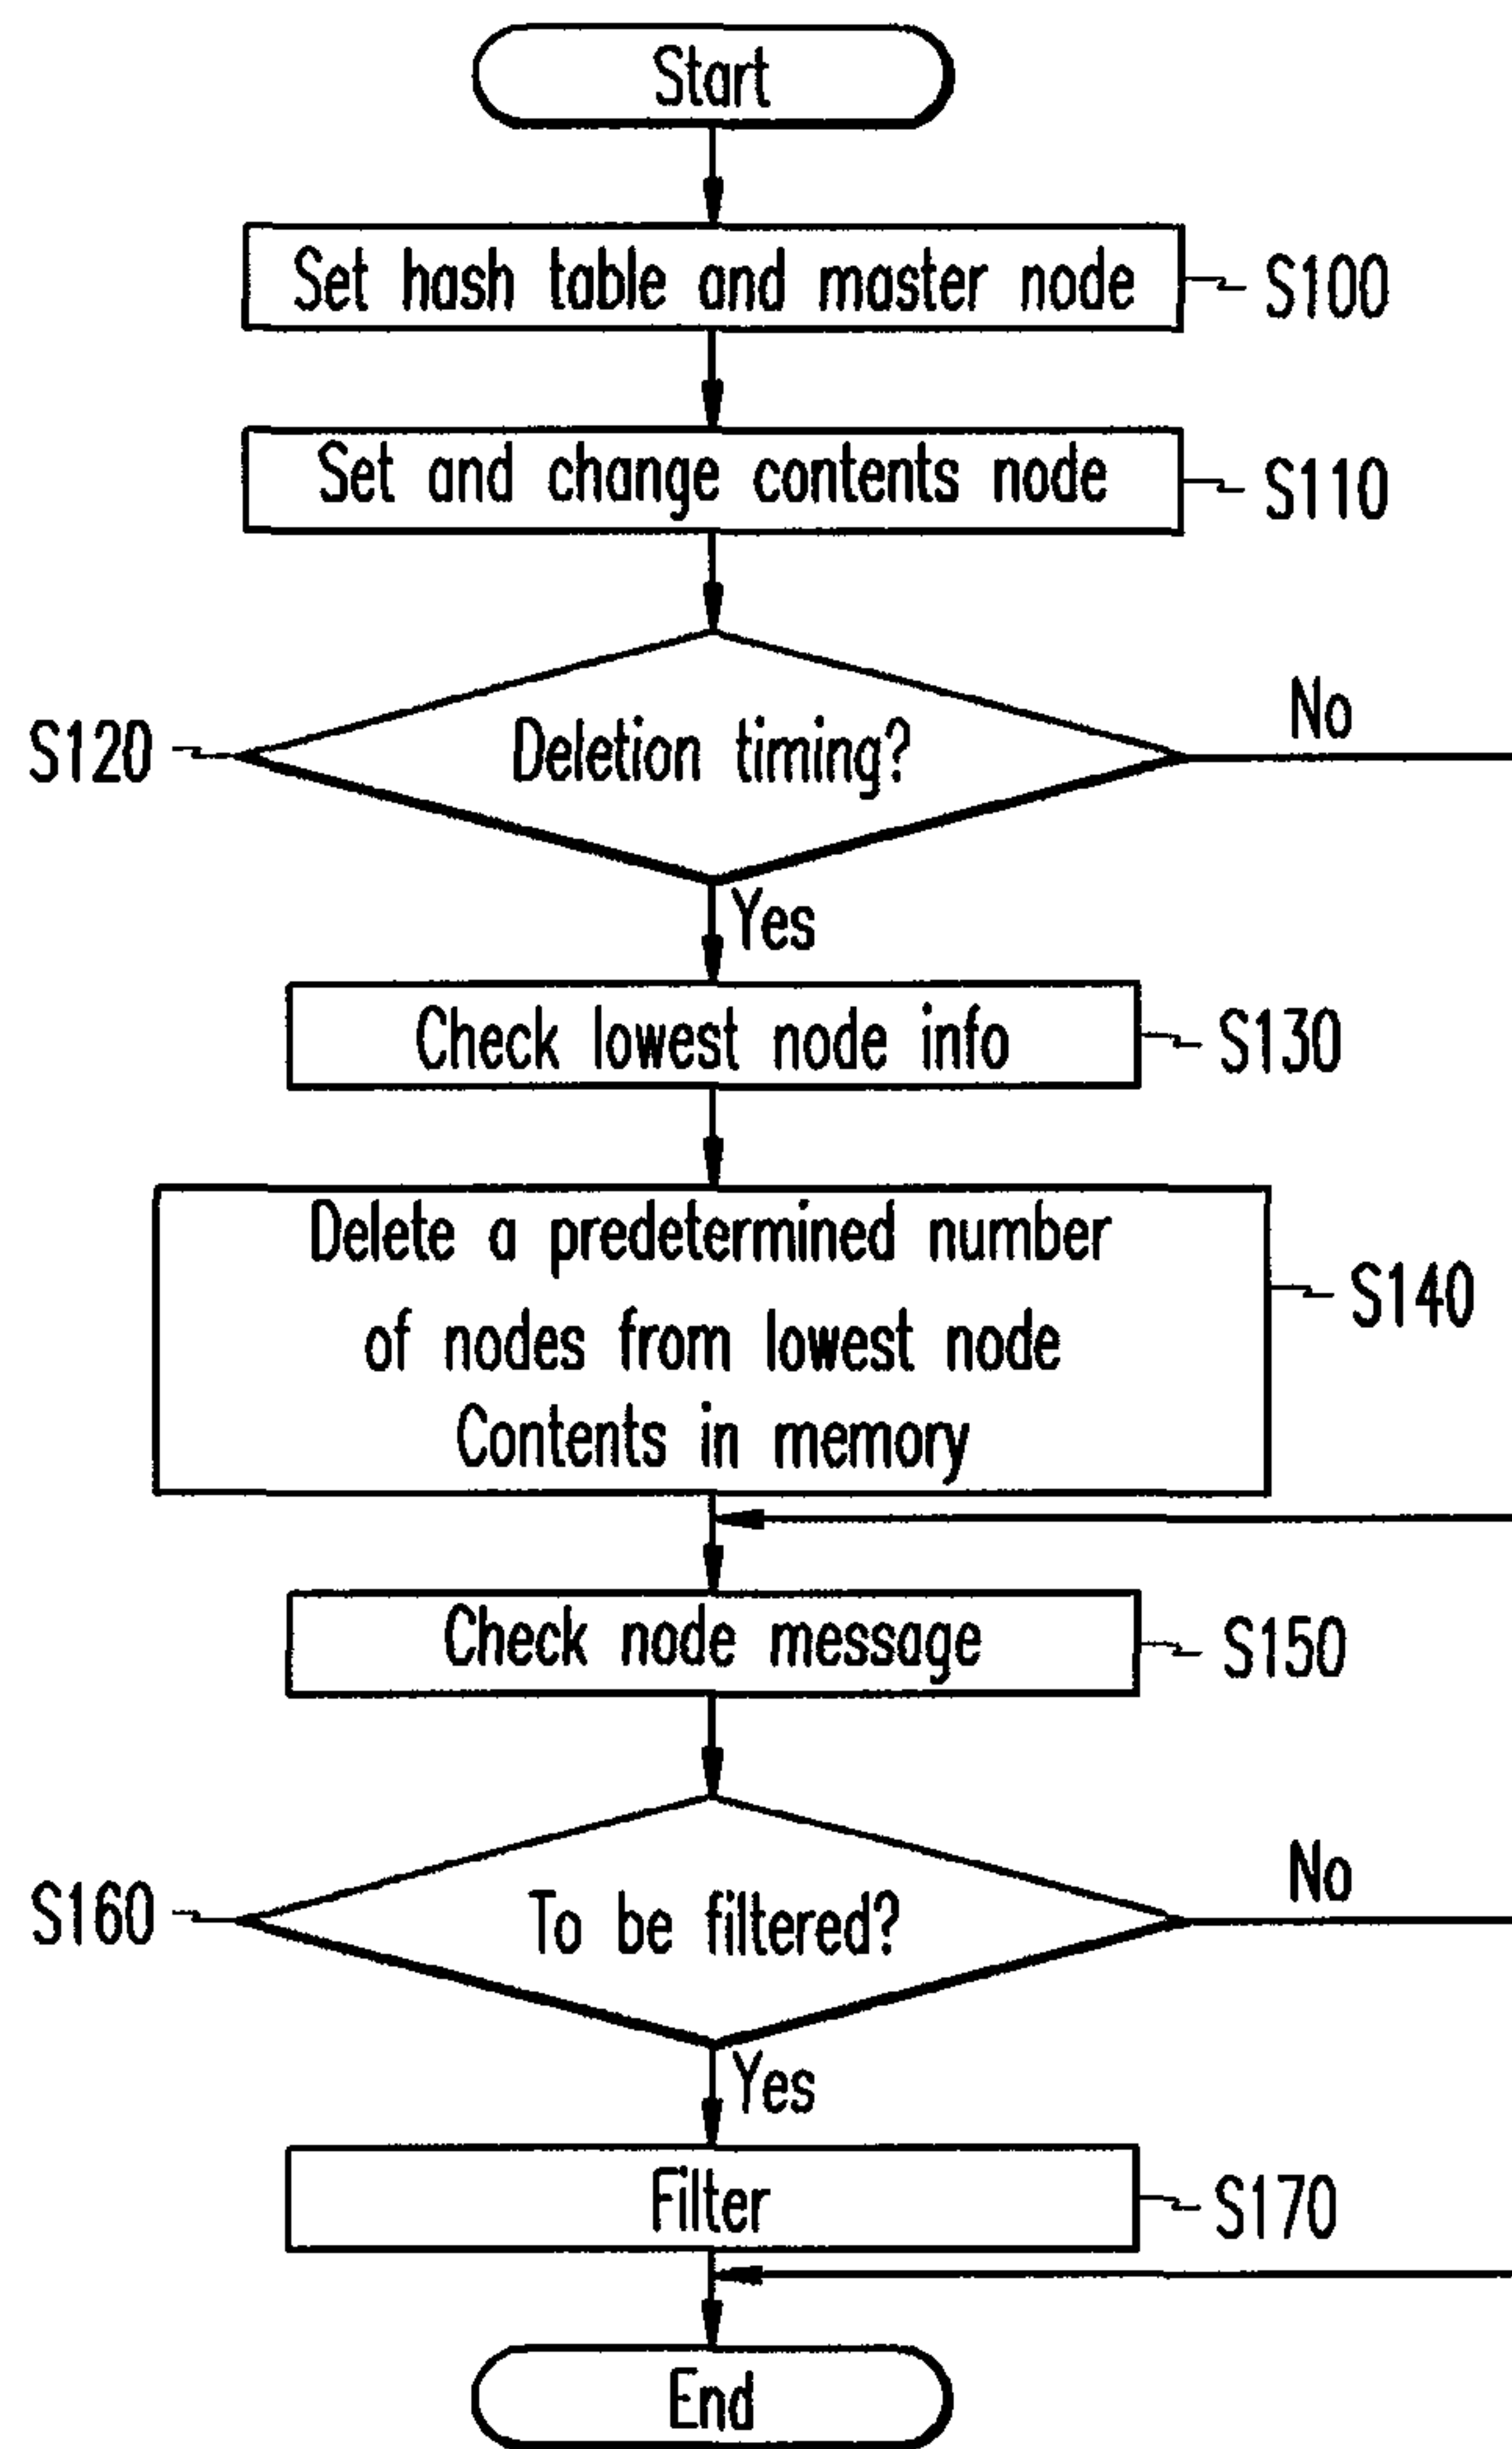 Start
Set hash table and master node
S100
Set and change contents node
S110
S120
Deletion timing?
No
Yes
Check lowest node info
S130
Delete a predetermined number
of nodes from lowest node
Contents in memory
S140
Check node message
S150
S160
To be filtered?
No
Yes
Filter
S170
End